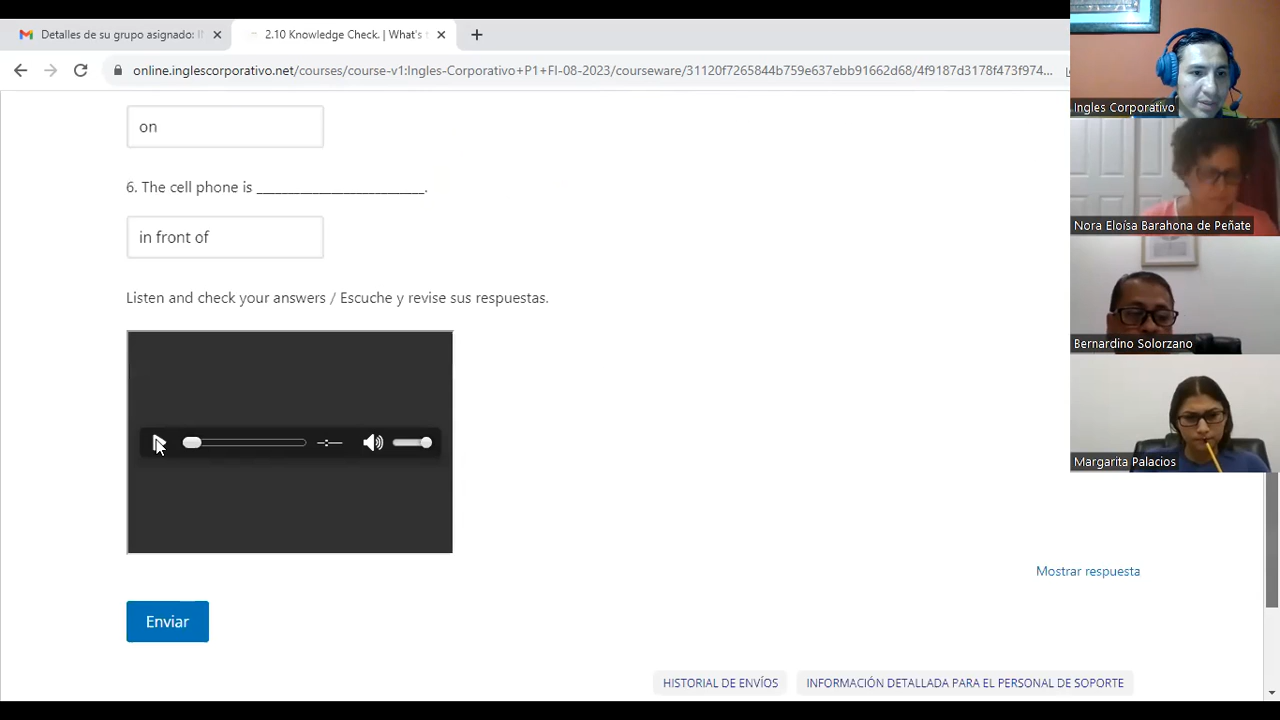 Detalles de su grupo asignado: I
2.10 Knowledge Check. | What's
online.inglescorporativo.net/courses/course-v1:Ingles-Corporativo+P1+FI-08-2023/courseware/31120f7565844b759e637ebb91662d68/4f9187d3178f473f974...
on
6. The cell phone is __________________________.
in front of
Listen and check your answers / Escuche y revise sus respuestas.
Mostrar respuesta
Enviar
HISTORIAL DE ENVÍOS
INFORMACIÓN DETALLADA PARA EL PERSONAL DE SOPORTE
Ingles Corporativo
Nora Eloísa Barahona de Peñate
Bernardino Solorzano
Margarita Palacios